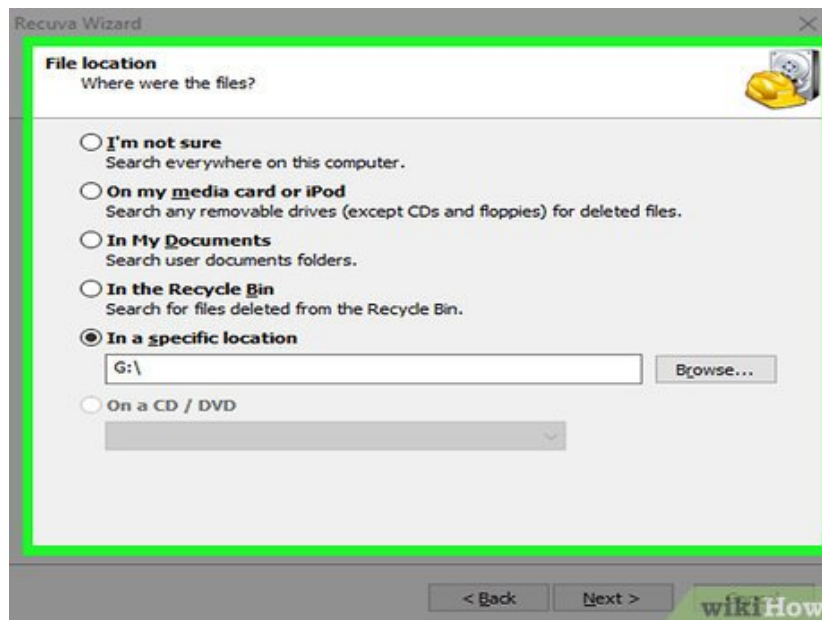 Recuva Wizard
File location
Where were the files?
I'm not sure
Search everywhere on this computer.
On my media card or iPod
Search any removable drives (except CDs and floppies) for deleted files.
In My Documents
Search user documents folders.
In the Recycle Bin
Search for files deleted from the Recycle Bin.
In a specific location
G:\
Browse...
On a CD / DVD
< Back
Next >
wikiHow